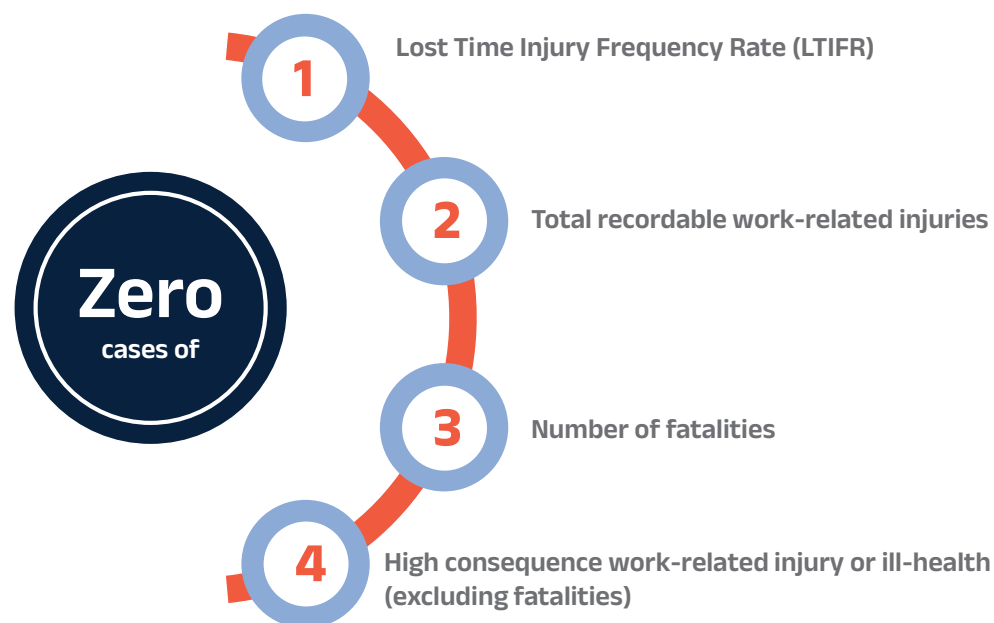 Zero
cases of
1
Lost Time Injury Frequency Rate (LTIFR)
2
Total recordable work-related injuries
3
Number of fatalities
4
High consequence work-related injury or ill-health
(excluding fatalities)